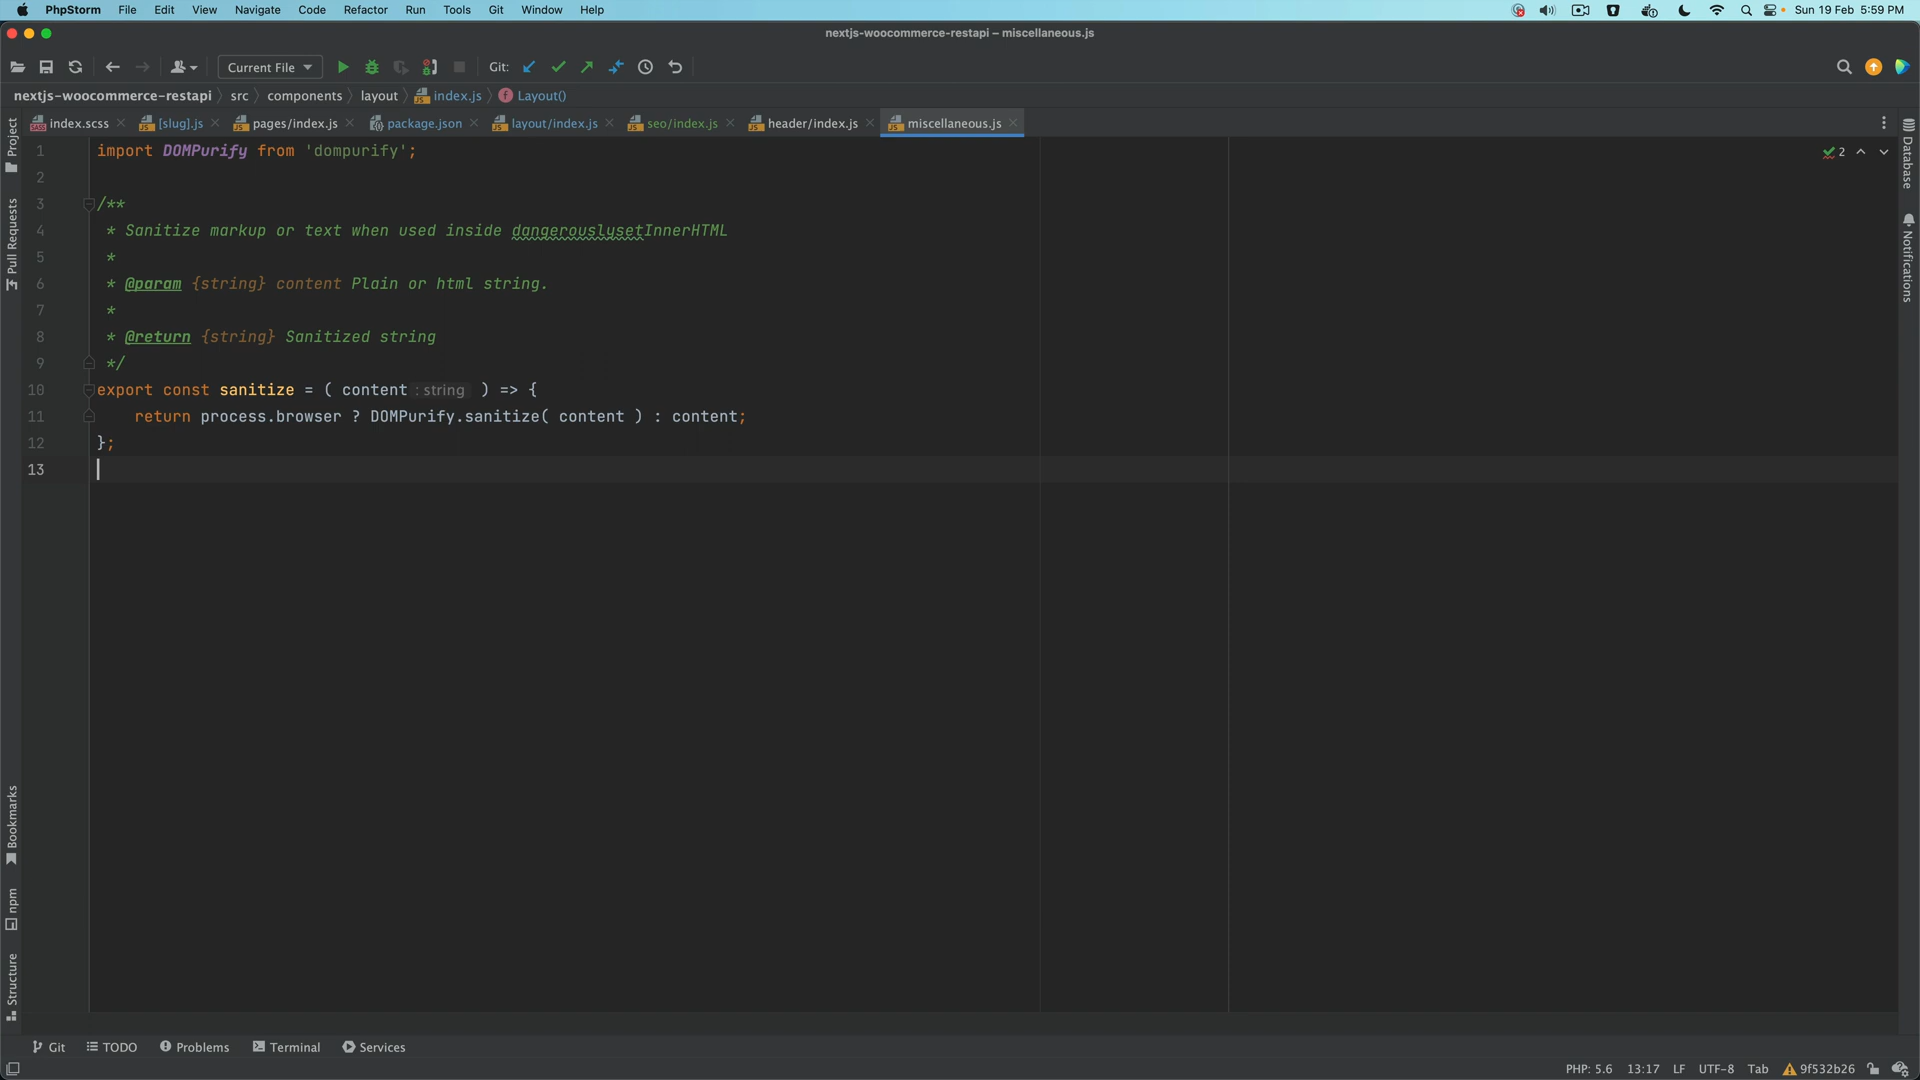 PhpStorm File Edit View Navigate Code Refactor Run Tools Git Window Help Sun 19 Feb 5:59 PM
nextjs-woocommerce-restapi – miscellaneous.js
Current File Git:
nextjs-woocommerce-restapi src components layout index.js Layout()
index.scss [slug].js pages/index.js package.json layout/index.js seo/index.js header/index.js miscellaneous.js
1 import DOMPurify from 'dompurify'; 2
2
3 /**
4 * Sanitize markup or text when used inside dangerouslysetInnerHTML
5 *
6 * @param {string} content Plain or html string.
7 *
8 * @return {string} Sanitized string
9 */
10 export const sanitize = ( content : string ) => {
11 return process.browser ? DOMPurify.sanitize( content ) : content;
12 };
13
Project
Pull Requests
Bookmarks
npm
Structure
Database
Notifications
Git TODO Problems Terminal Services
PHP: 5.6 13:17 LF UTF-8 Tab 9f532b26